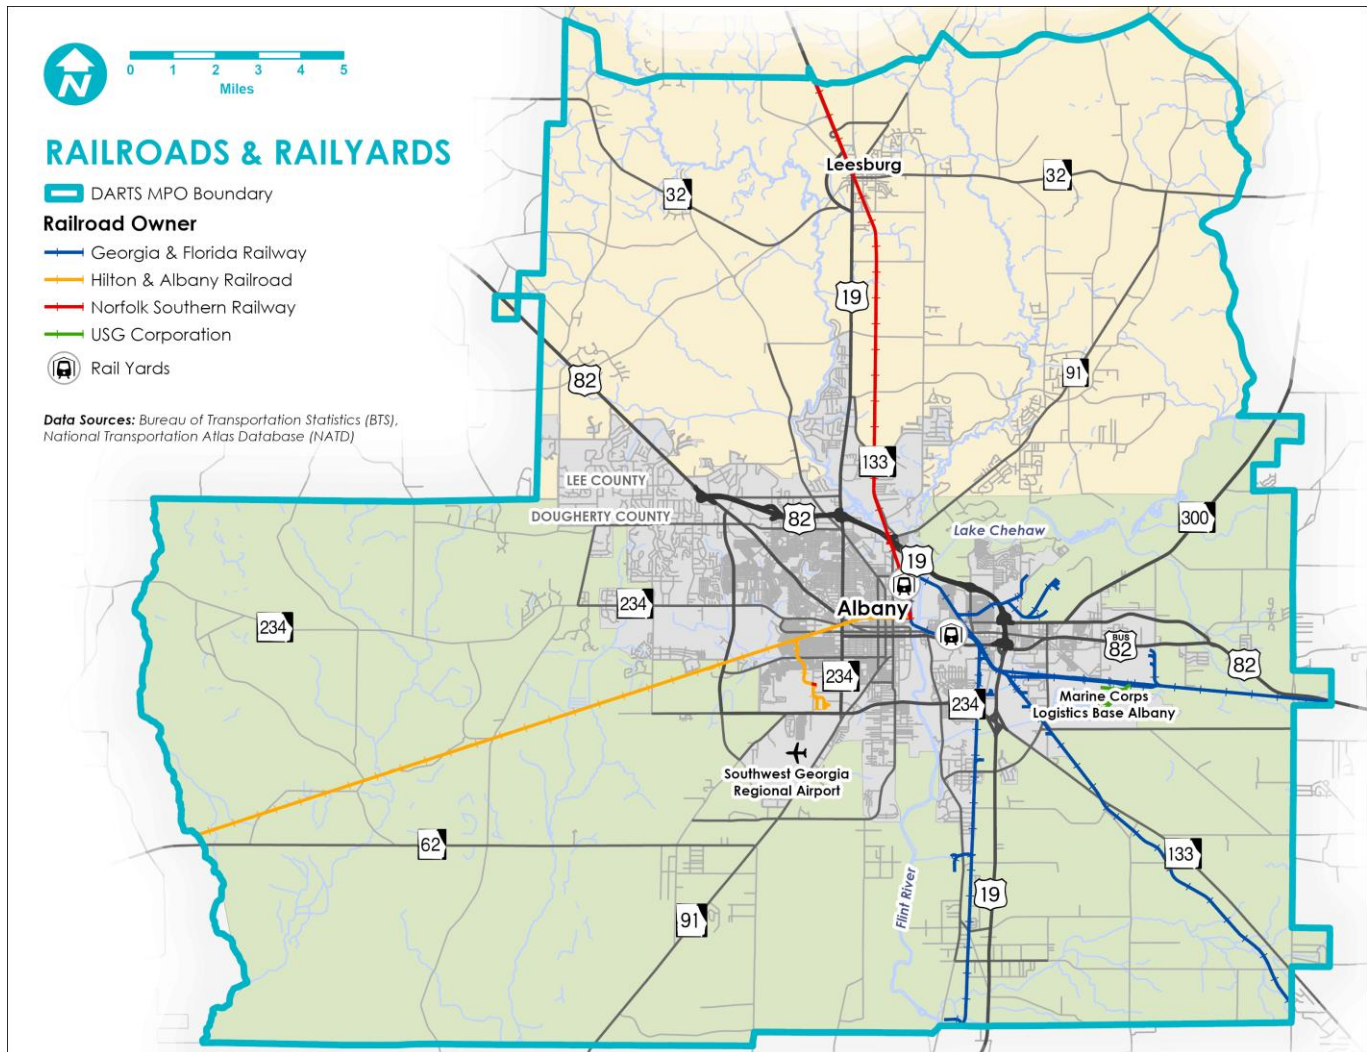 N
0 1 2 3 4 5
Miles
RAILROADS & RAILYARDS
DARTS MPO Boundary
Railroad Owner
Georgia & Florida Railway
Hilton & Albany Railroad
Norfolk Southern Railway
USG Corporation
Rail Yards
Data Sources: Bureau of Transportation Statistics (BTS),
National Transportation Atlas Database (NATD)
Leesburg
32
32
19
82
91
133
LEE COUNTY
DOUGHERTY COUNTY
82
300
Lake Chehaw
19
234
234
Albany
BUS
82
82
234
234
Marine Corps
Logistics Base Albany
Southwest Georgia
Regional Airport
62
133
Flint River
19
91